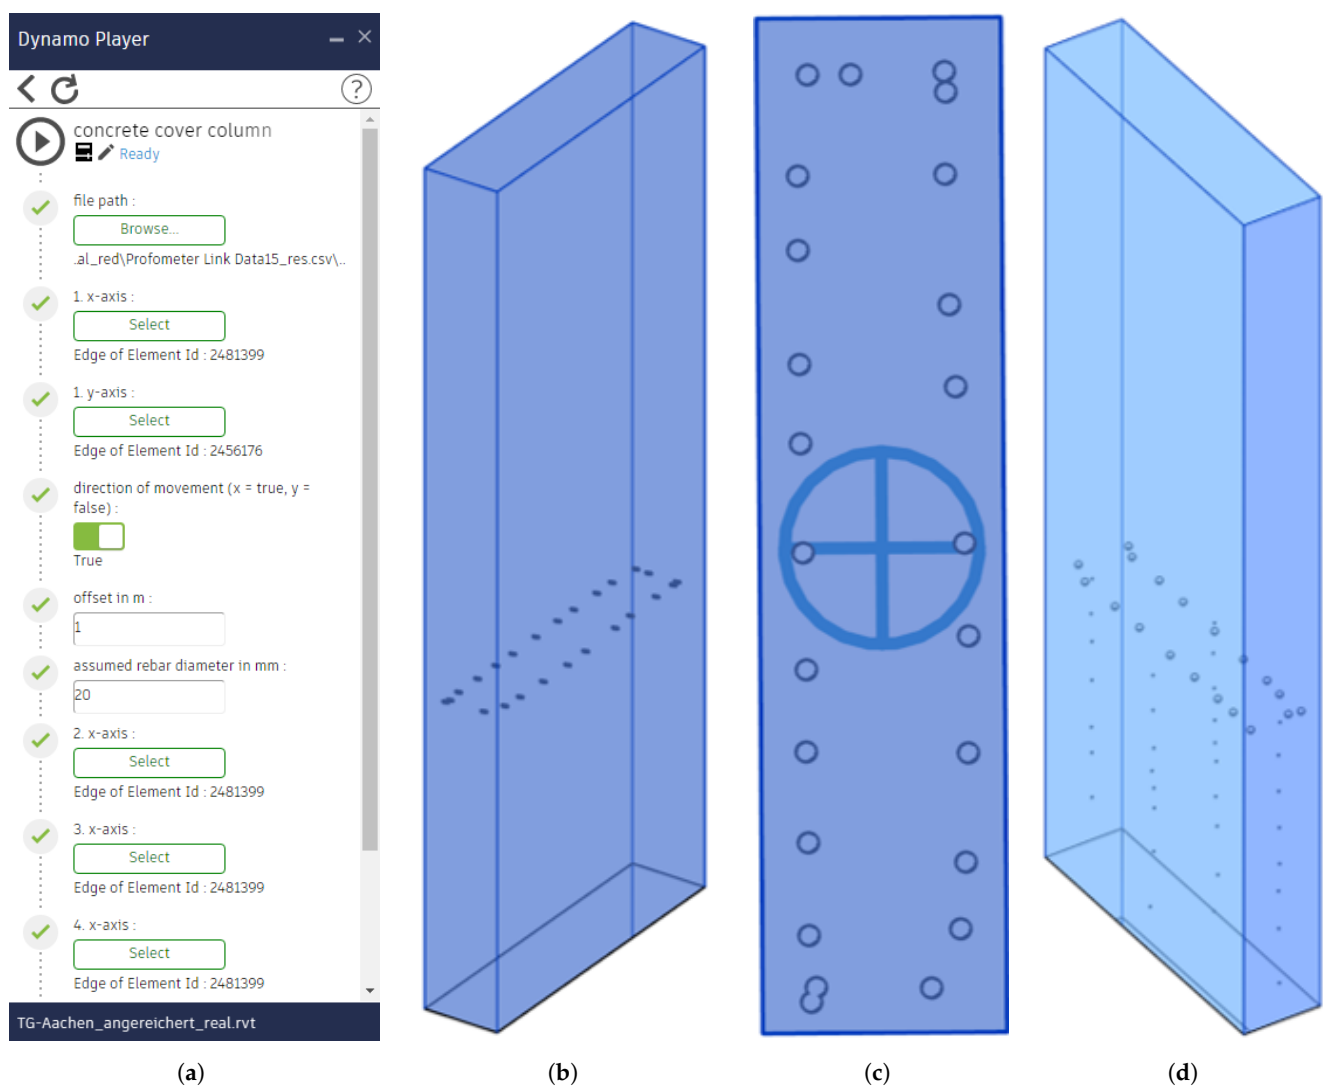 Dynamo Player
concrete cover column
Ready
file path :
Browse...
.al_red\Profometer Link Data15_res.csv\..
1. x-axis :
Select
Edge of Element Id : 2481399
1. y-axis :
Select
Edge of Element Id : 2456176
direction of movement (x = true, y =
false) :
True
offset in m :
1
assumed rebar diameter in mm :
20
2. x-axis :
Select
Edge of Element Id : 2481399
3. x-axis :
Select
Edge of Element Id : 2481399
4. x-axis :
Select
Edge of Element Id : 2481399
TG-Aachen_angereichert_real.rvt
(a)
(b)
(c)
(d)